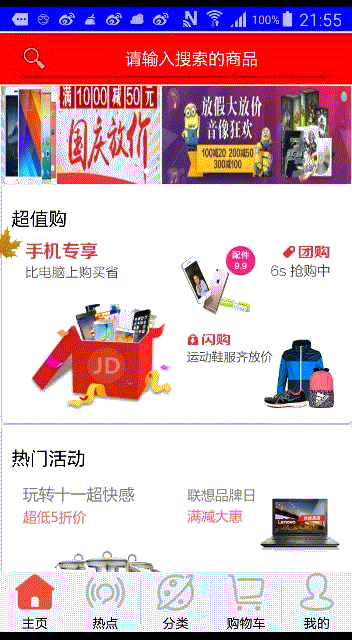 100% 21:55
请输入搜索的商品
满1000减50元
国庆放价
放假大放价
音像狂欢
100减20 200减50
300减100
超值购
手机专享
比电脑上购买省
配件
9.9
团购
6s 抢购中
JD
闪购
运动鞋服齐放价
热门活动
玩转十一超快感
超低5折价
联想品牌日
满减大惠
Lenovo
主页
热点
分类
购物车
我的